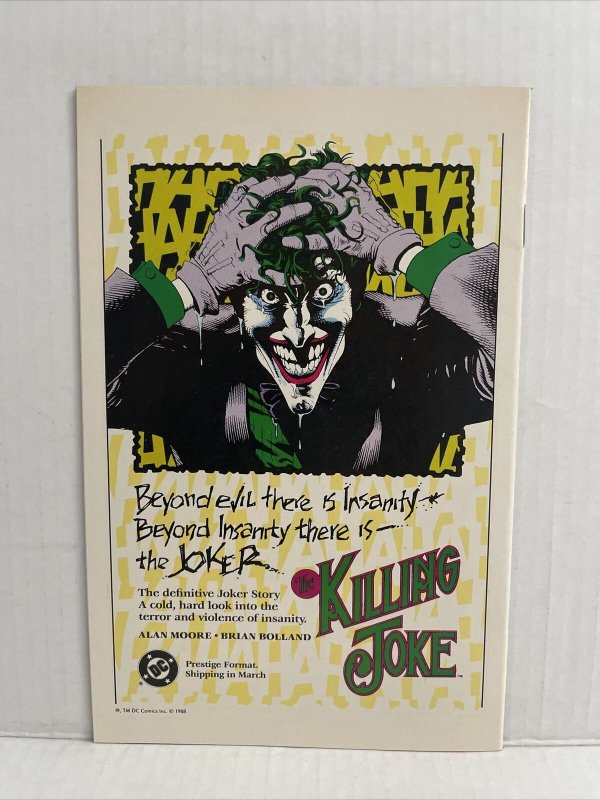 Beyond evil there is Insanity—
Beyond Insanity there is—
the JOKER...
The definitive Joker Story
A cold, hard look into the
terror and violence of insanity.
ALAN MOORE • BRIAN BOLLAND
The KILLING
JOKE™
DC
Prestige Format.
Shipping in March
®, TM DC Comics Inc. © 1988